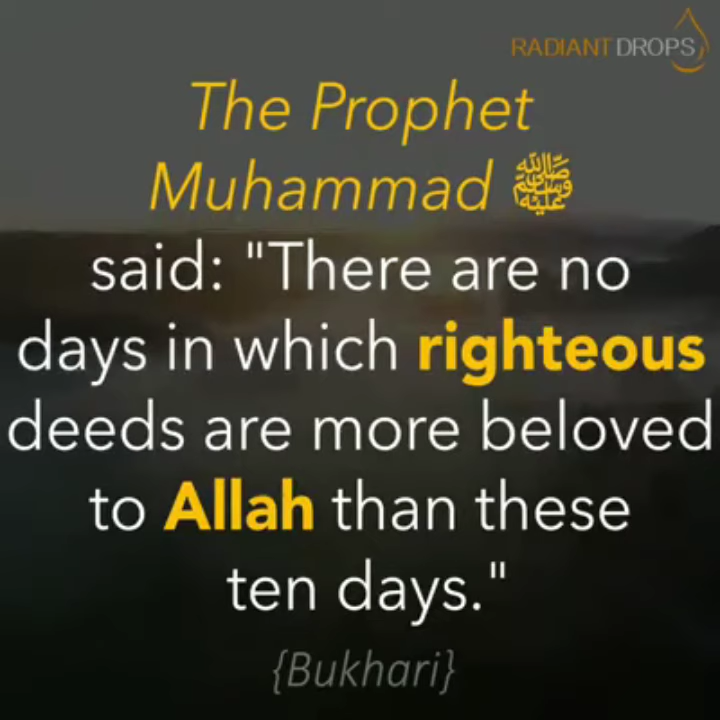 RADIANT DROPS
The Prophet
Muhammad ﷺ
said: "There are no
days in which righteous
deeds are more beloved
to Allah than these
ten days."
{Bukhari}